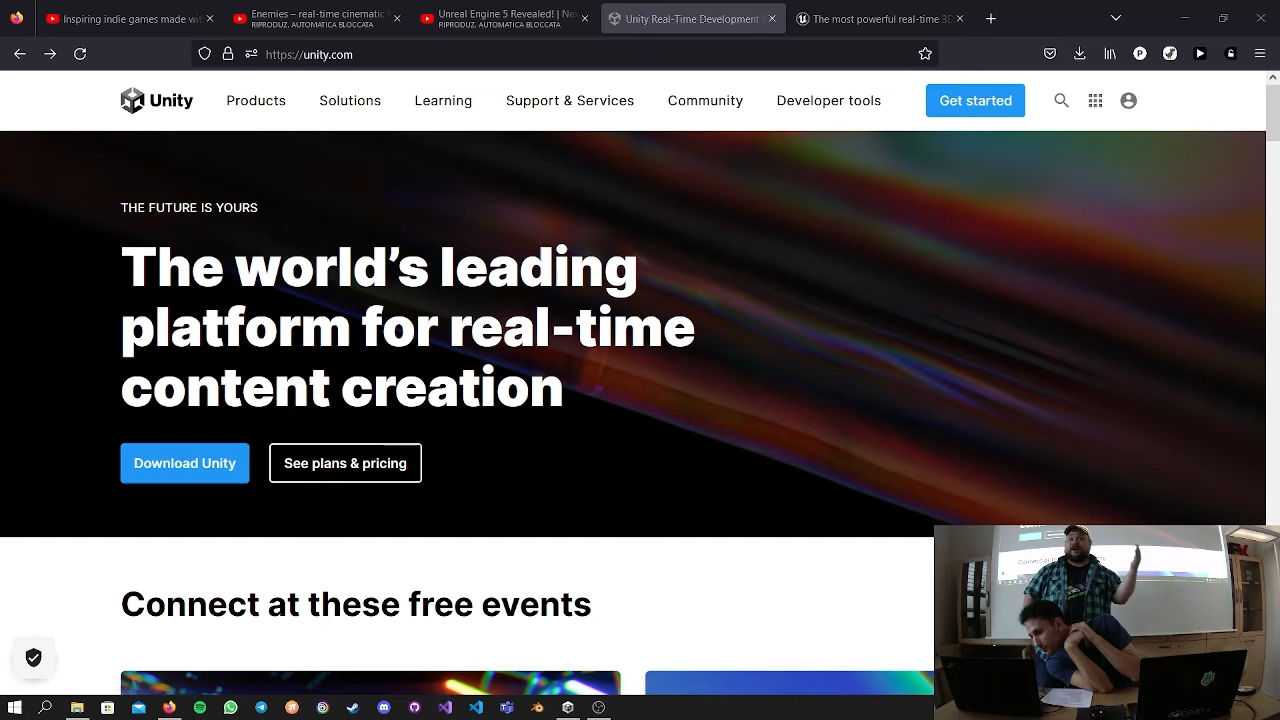 Inspiring indie games made wit
Enemies – real-time cinematic t
RIPRODUZ. AUTOMATICA BLOCCATA
Unreal Engine 5 Revealed! | Nex
RIPRODUZ. AUTOMATICA BLOCCATA
Unity Real-Time Development
The most powerful real-time 3D
https://unity.com
Unity
Products
Solutions
Learning
Support & Services
Community
Developer tools
Get started
THE FUTURE IS YOURS
The world's leading
platform for real-time
content creation
Download Unity
See plans & pricing
Connect at these free events